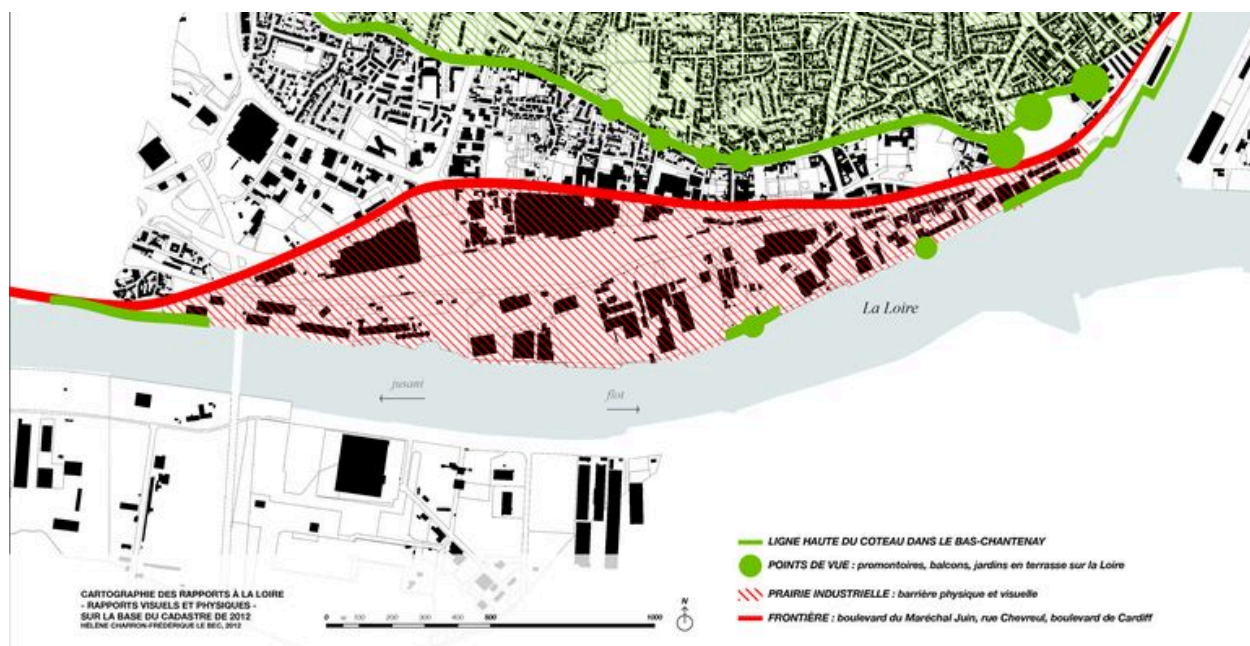 La Loire
jusant
flot
LIGNE HAUTE DU COTEAU DANS LE BAS-CHANTENAY
POINTS DE VUE : promontoires, balcons, jardins en terrasse sur la Loire
PRAIRIE INDUSTRIELLE : barrière physique et visuelle
FRONTIÈRE : boulevard du Maréchal Juin, rue Chevreul, boulevard de Cardiff
CARTOGRAPHIE DES RAPPORTS À LA LOIRE
- RAPPORTS VISUELS ET PHYSIQUES -
SUR LA BASE DU CADASTRE DE 2012
HÉLÈNE CHARRON-FRÉDÉRIQUE LE BEC, 2012
0 50 100 200 300 400 500 1000
N